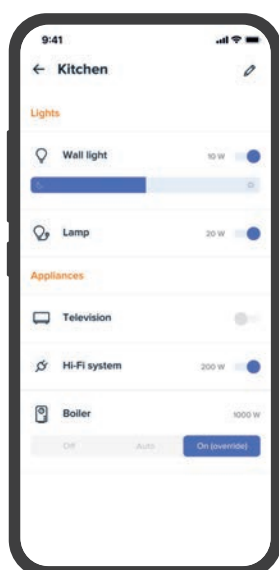 9:41
Kitchen
Lights
Wall light 10 W
Lamp 20 W
Appliances
Television
Hi-Fi system 200 W
Boiler 1000 W
Off Auto On (override)